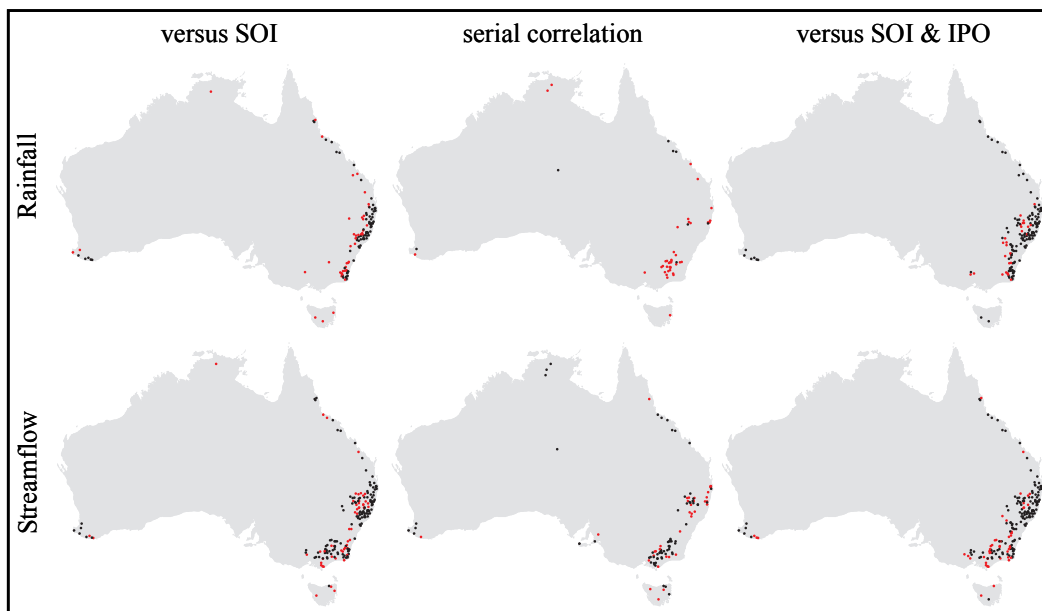 versus SOI
serial correlation
versus SOI & IPO
Rainfall
Streamflow